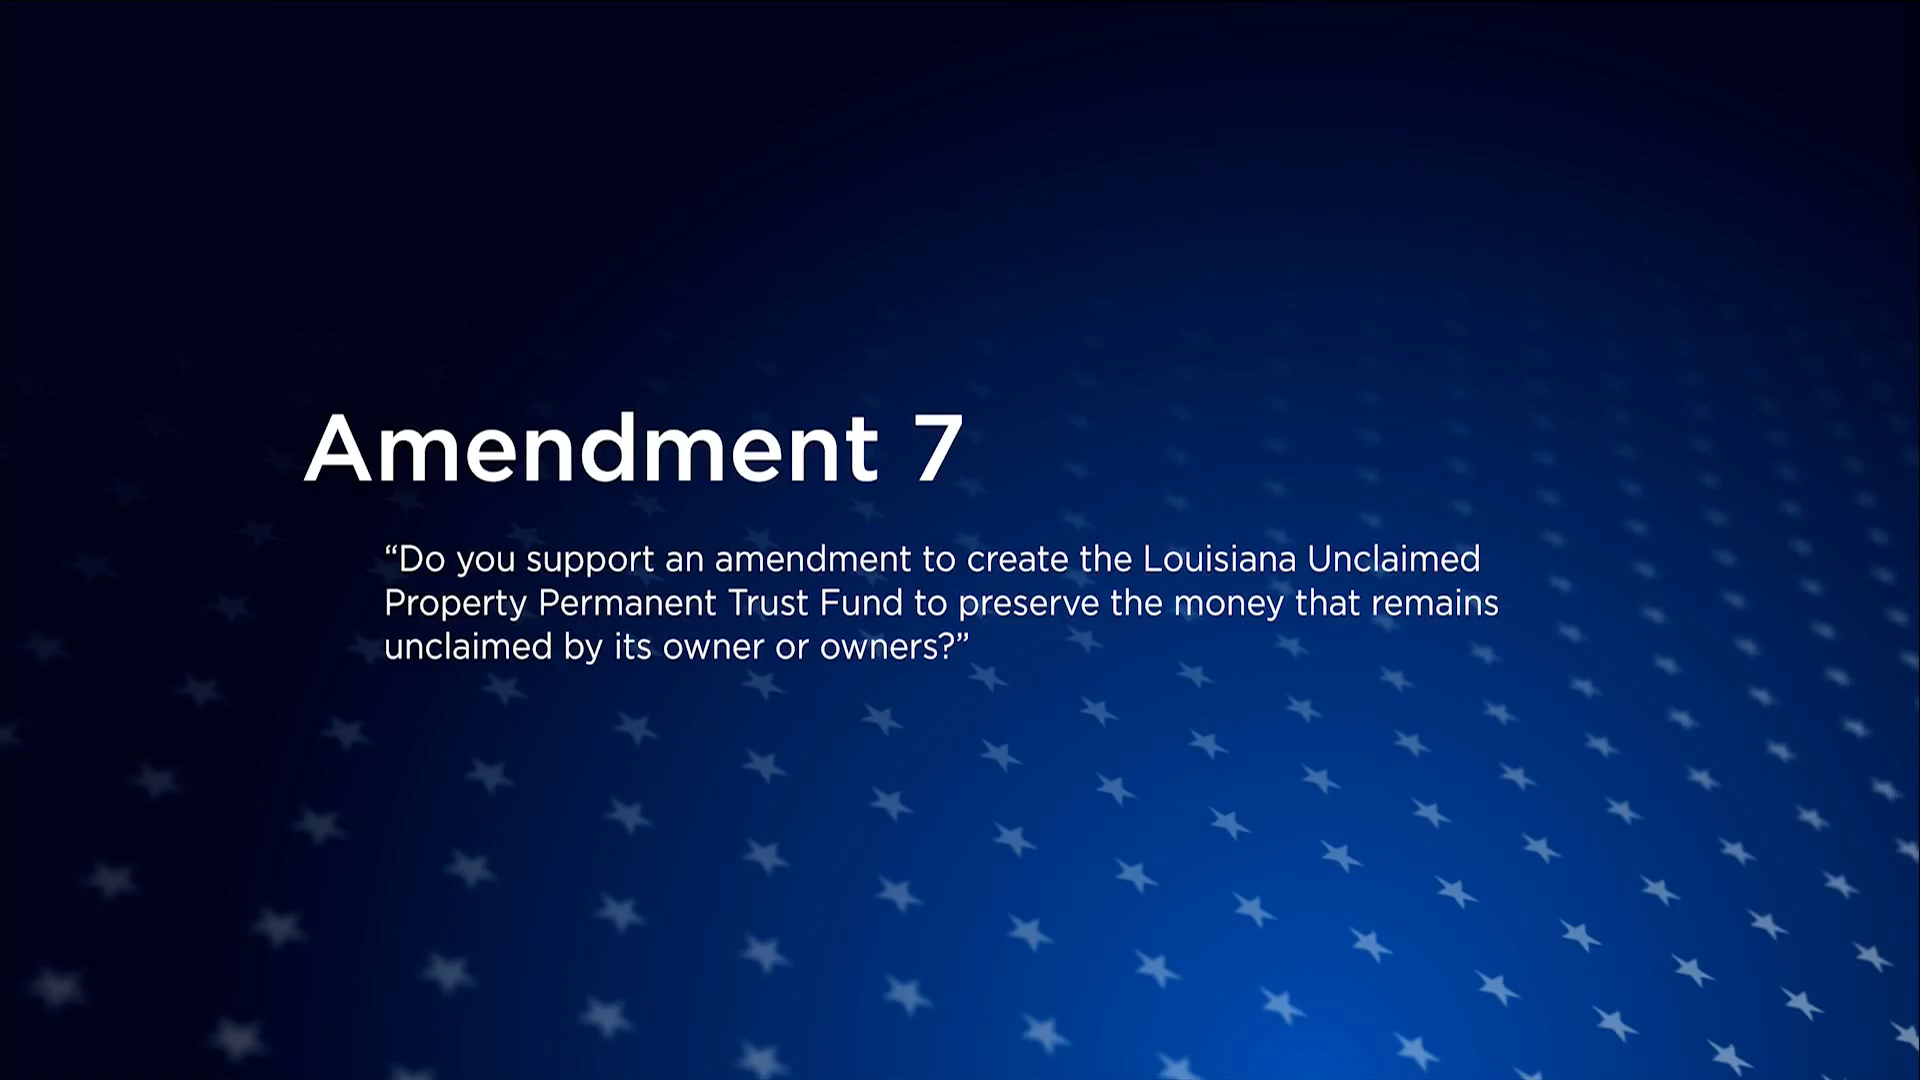 Amendment 7
“Do you support an amendment to create the Louisiana Unclaimed
Property Permanent Trust Fund to preserve the money that remains
unclaimed by its owner or owners?”